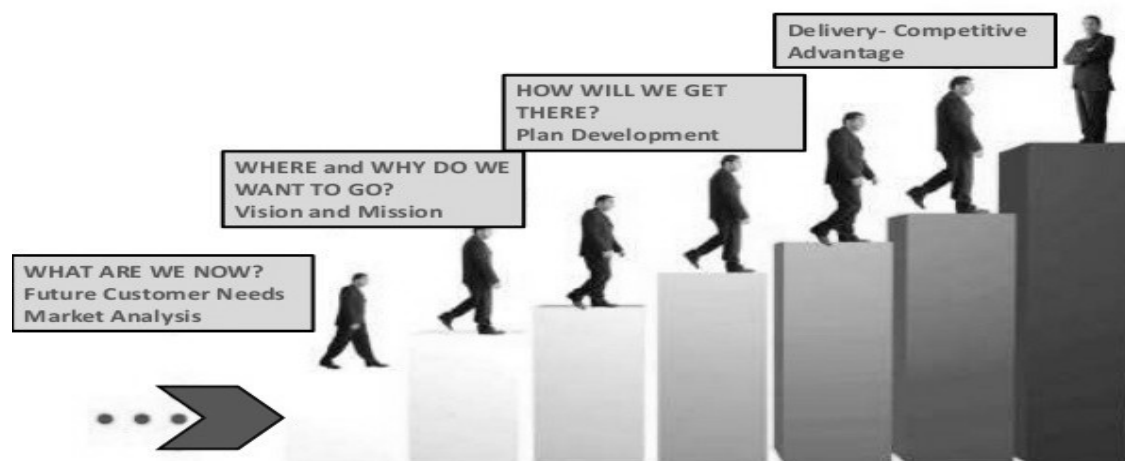 WHAT ARE WE NOW?
Future Customer Needs
Market Analysis
WHERE and WHY DO WE
WANT TO GO?
Vision and Mission
HOW WILL WE GET
THERE?
Plan Development
Delivery- Competitive
Advantage